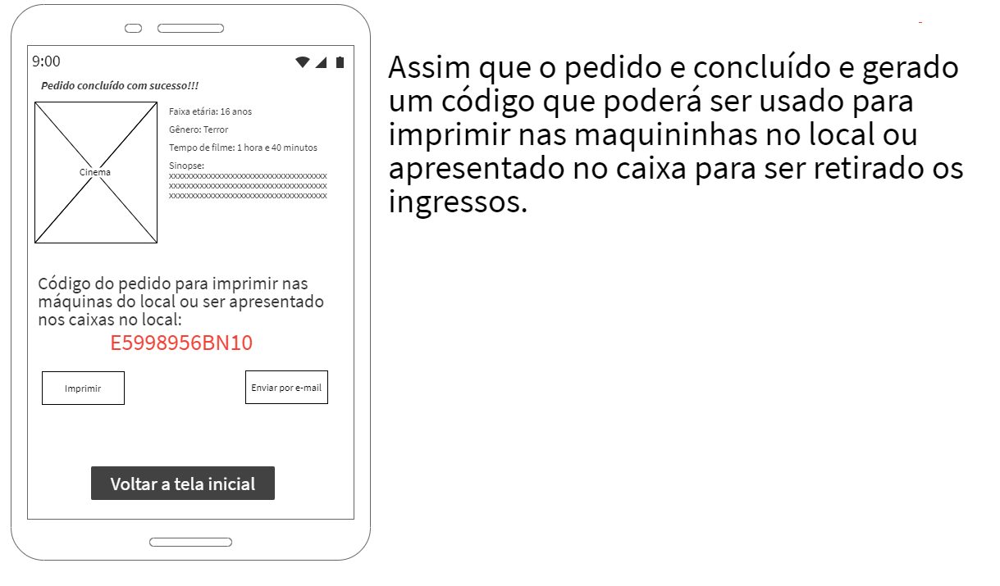 9:00
Pedido concluído com sucesso!!!
Cinema
Faixa etária: 16 anos
Gênero: Terror
Tempo de filme: 1 hora e 40 minutos
Sinopse:
xxxxxxxxxxxxxxxxxxxxxxxxxxxxxxxxxxxxx
xxxxxxxxxxxxxxxxxxxxxxxxxxxxxxxxxxxxx
xxxxxxxxxxxxxxxxxxxxxxxxxxxxxxxxxxxxx
Código do pedido para imprimir nas
máquinas do local ou ser apresentado
nos caixas no local:
E5998956BN10
Imprimir
Enviar por e-mail
Voltar a tela inicial
Assim que o pedido e concluído e gerado
um código que poderá ser usado para
imprimir nas maquininhas no local ou
apresentado no caixa para ser retirado os
ingressos.